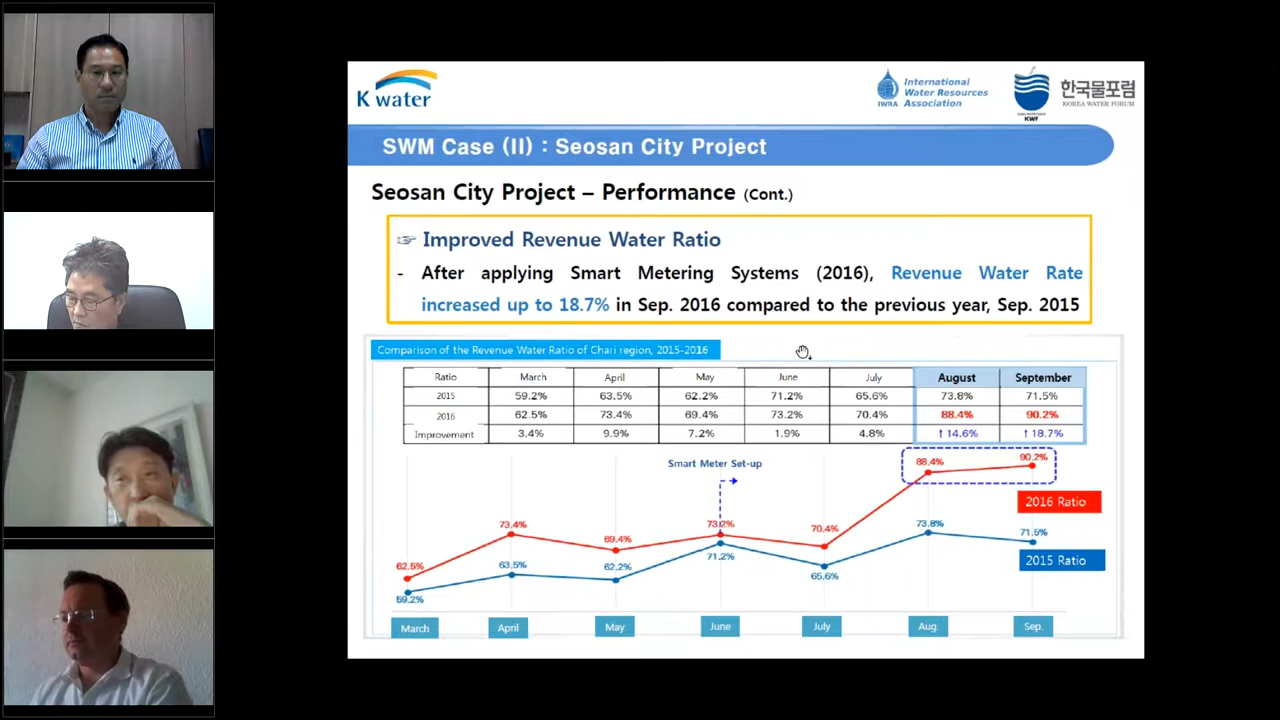 K water
IWRA
International
Water Resources
Association
KWF
한국물포럼
KOREA WATER FORUM
SWM Case (II) : Seosan City Project
Seosan City Project – Performance (Cont.)
☞ Improved Revenue Water Ratio
- After applying Smart Metering Systems (2016), Revenue Water Rate
increased up to 18.7% in Sep. 2016 compared to the previous year, Sep. 2015
Comparison of the Revenue Water Ratio of Chari region, 2015-2016
Ratio March April May June July August September
2015 59.2% 63.5% 62.2% 71.2% 65.6% 73.8% 71.5%
2016 62.5% 73.4% 69.4% 73.2% 70.4% 88.4% 90.2%
Improvement 3.4% 9.9% 7.2% 1.9% 4.8% ↑14.6% ↑18.7%
Smart Meter Set-up
62.5% 73.4% 69.4% 73.2% 70.4% 88.4% 90.2%
2016 Ratio
59.2% 63.5% 62.2% 71.2% 65.6% 73.8% 71.5%
2015 Ratio
March April May June July Aug. Sep.